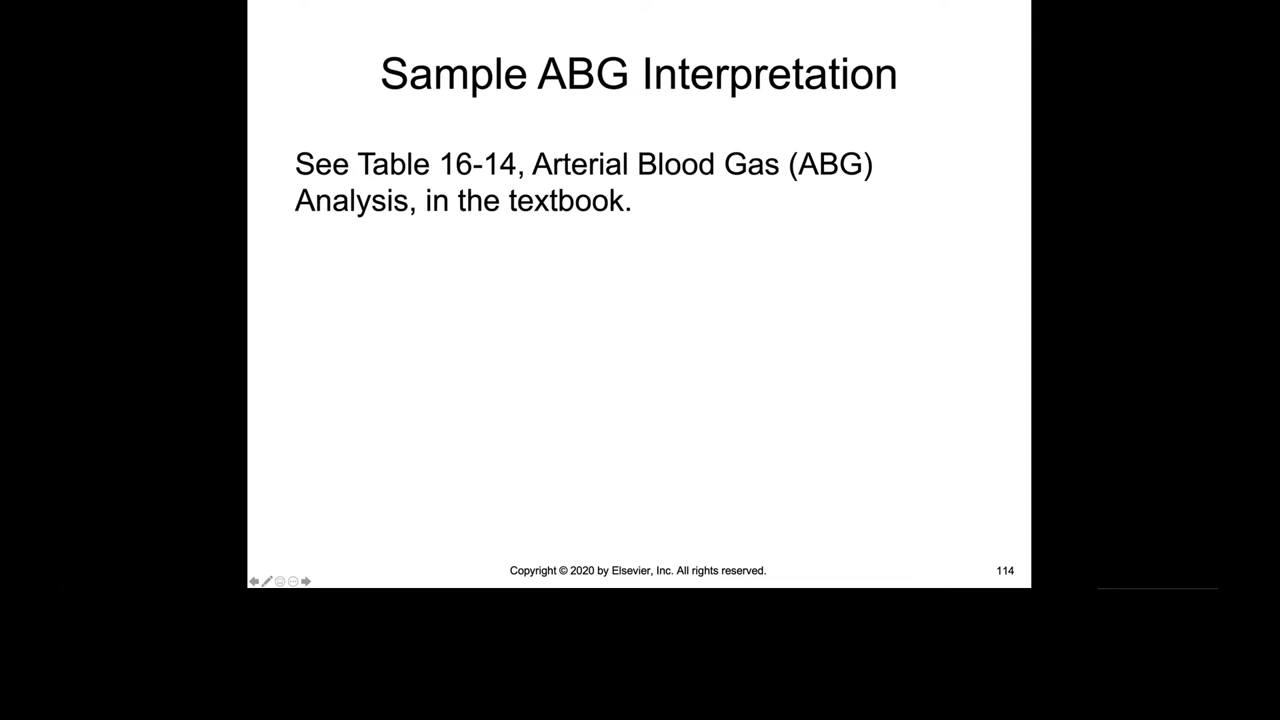 Sample ABG Interpretation
See Table 16-14, Arterial Blood Gas (ABG)
Analysis, in the textbook.
Copyright © 2020 by Elsevier, Inc. All rights reserved.
114